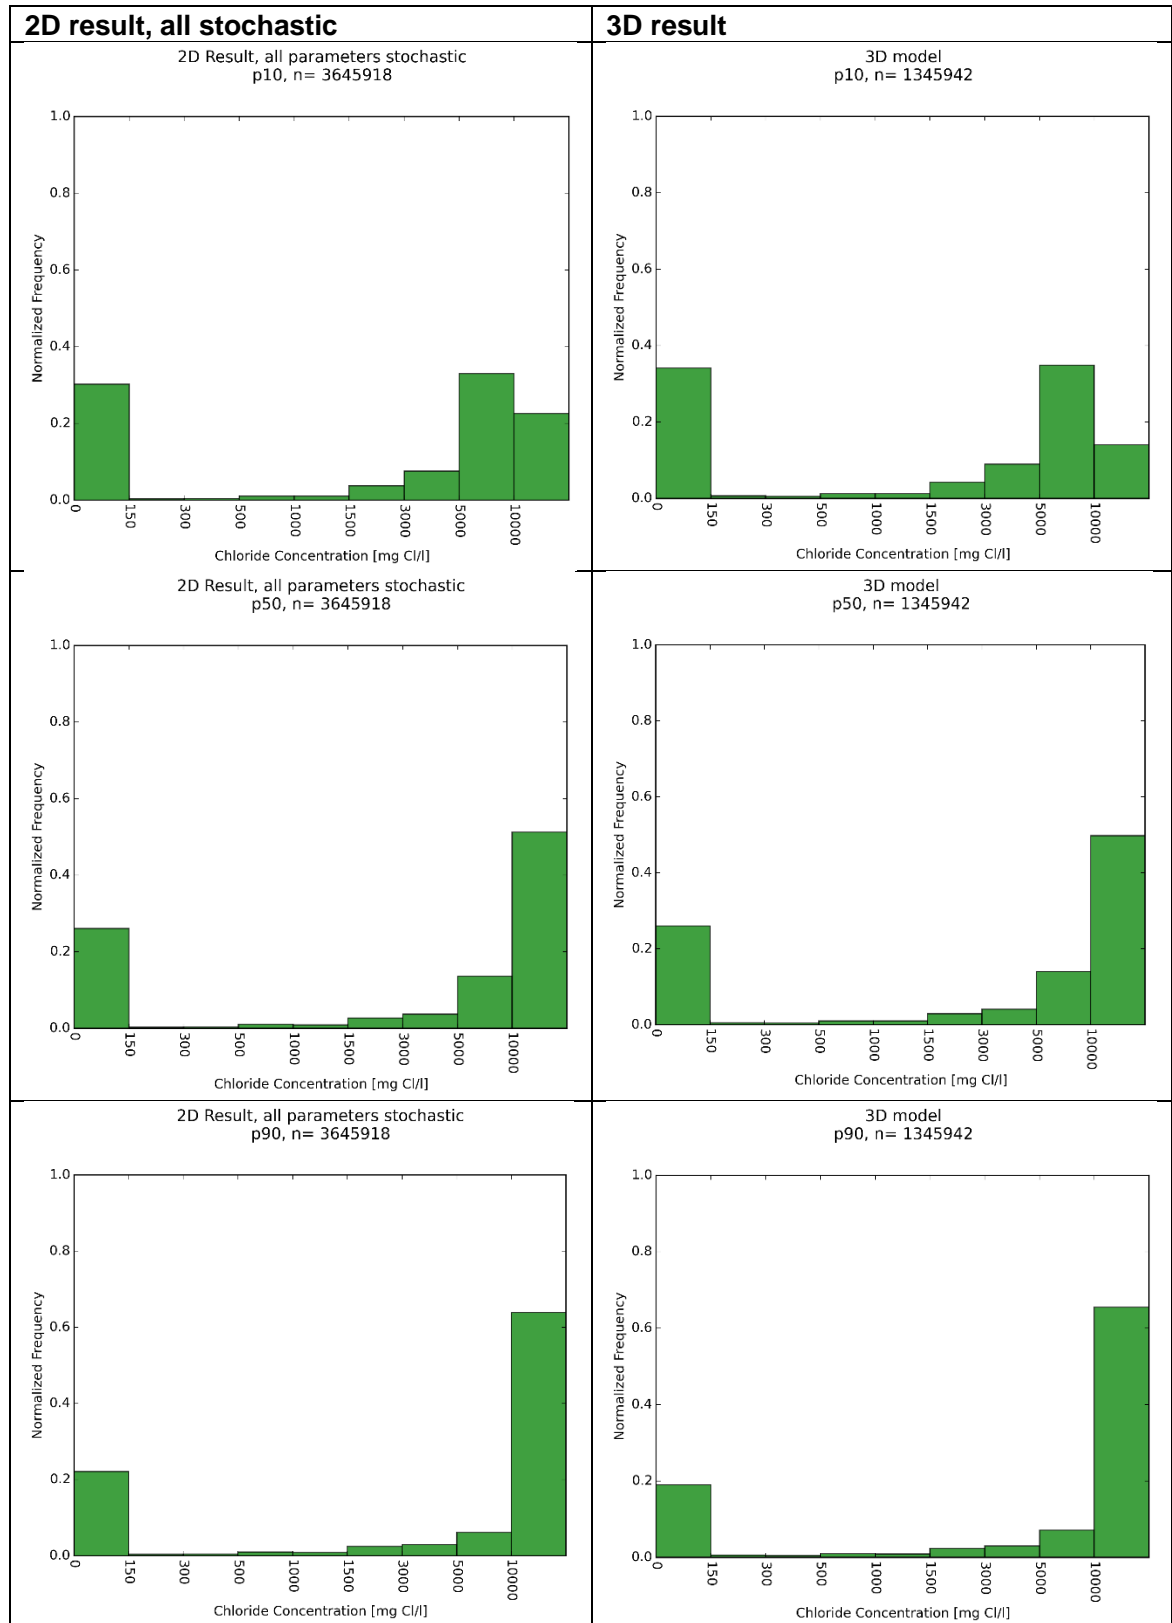 2D result, all stochastic
3D result
2D Result, all parameters stochastic
p10, n= 3645918
1.0
0.8
0.6
0.4
0.2
0.0
Normalized Frequency
0 150 300 500 1000 1500 3000 5000 10000
Chloride Concentration [mg Cl/l]
3D model
p10, n= 1345942
1.0
0.8
0.6
0.4
0.2
0.0
Normalized Frequency
0 150 300 500 1000 1500 3000 5000 10000
Chloride Concentration [mg Cl/l]
2D Result, all parameters stochastic
p50, n= 3645918
1.0
0.8
0.6
0.4
0.2
0.0
Normalized Frequency
0 150 300 500 1000 1500 3000 5000 10000
Chloride Concentration [mg Cl/l]
3D model
p50, n= 1345942
1.0
0.8
0.6
0.4
0.2
0.0
Normalized Frequency
0 150 300 500 1000 1500 3000 5000 10000
Chloride Concentration [mg Cl/l]
2D Result, all parameters stochastic
p90, n= 3645918
1.0
0.8
0.6
0.4
0.2
0.0
Normalized Frequency
0 150 300 500 1000 1500 3000 5000 10000
Chloride Concentration [mg Cl/l]
3D model
p90, n= 1345942
1.0
0.8
0.6
0.4
0.2
0.0
Normalized Frequency
0 150 300 500 1000 1500 3000 5000 10000
Chloride Concentration [mg Cl/l]